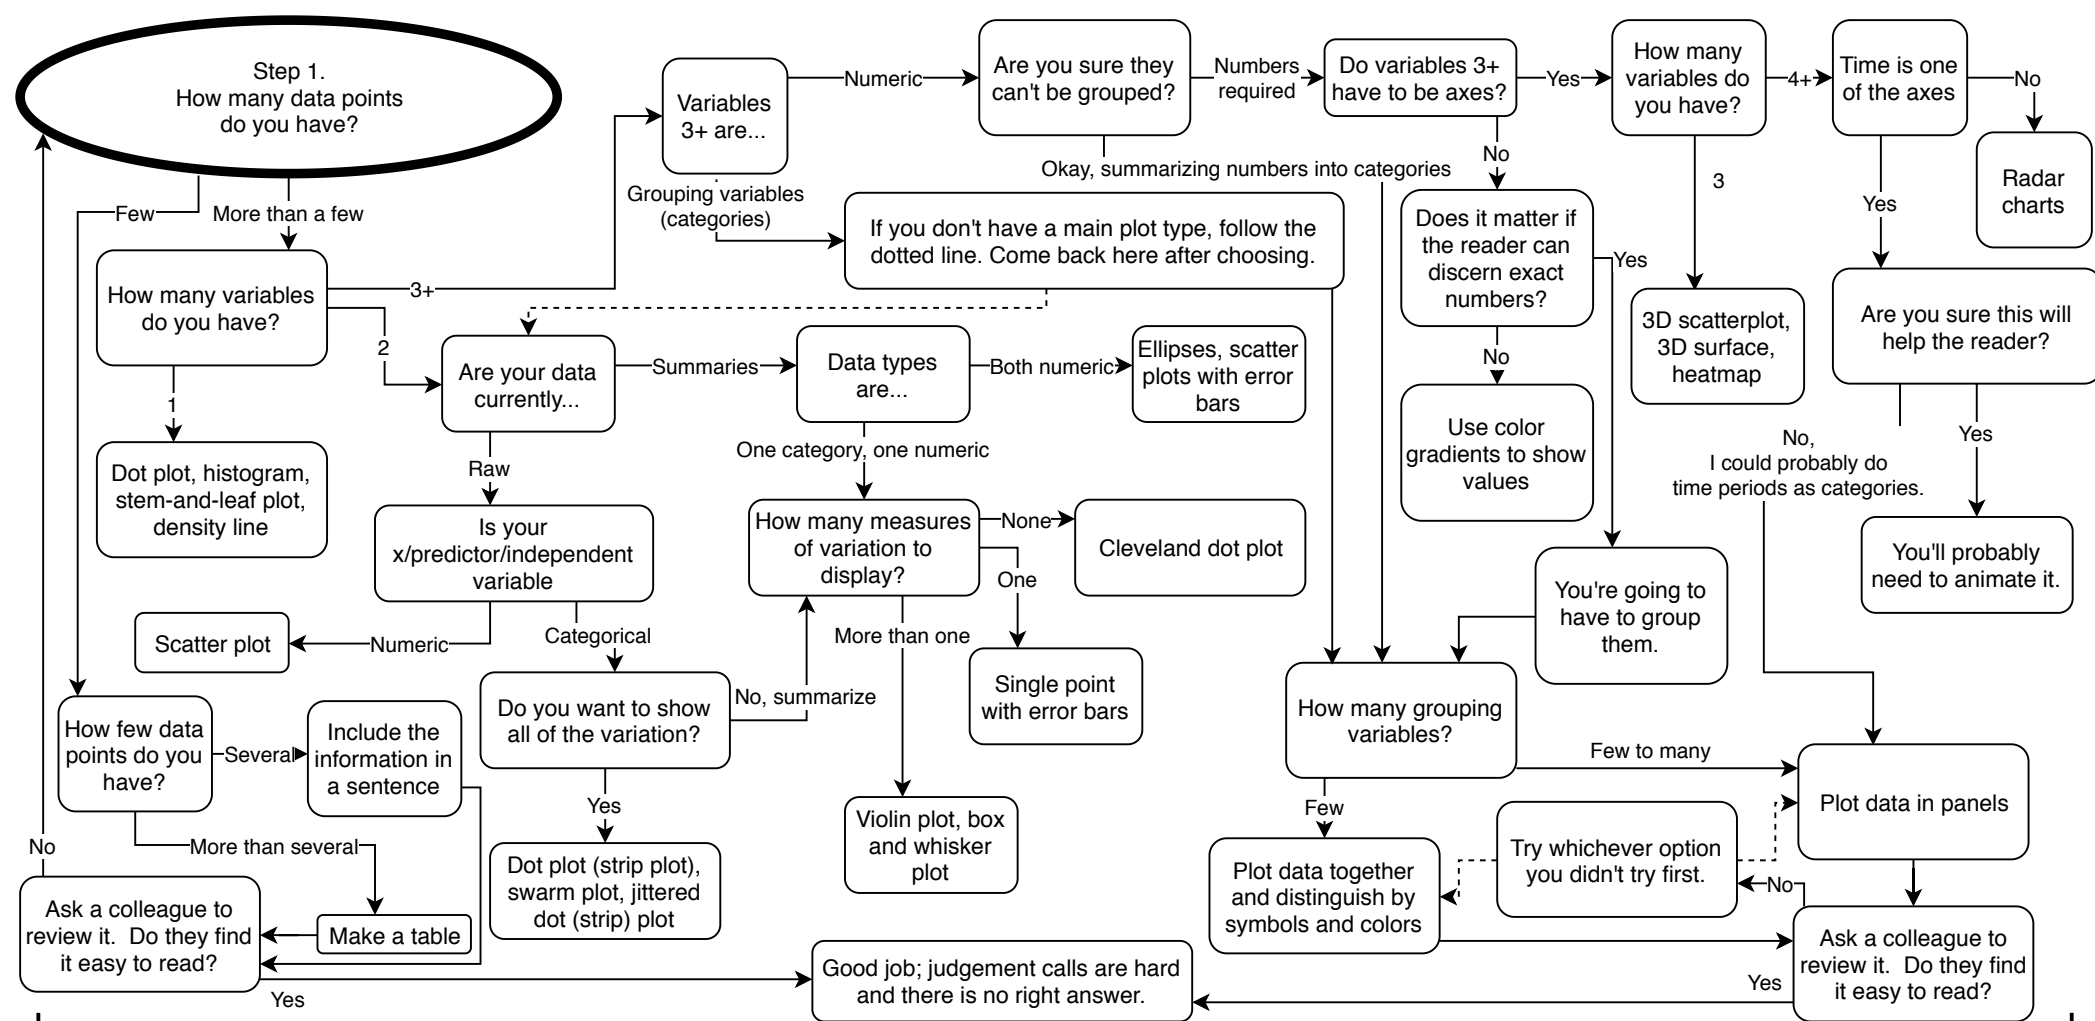 Step 1.
How many data points
do you have?
Few
More than a few
How many variables
do you have?
3+
2
1
Dot plot, histogram,
stem-and-leaf plot,
density line
Variables
3+ are...
Numeric
Grouping variables
(categories)
Are you sure they
can't be grouped?
Numbers
required
Okay, summarizing numbers into categories
Do variables 3+
have to be axes?
Yes
No
How many
variables do
you have?
4+
3
Time is one
of the axes
No
Yes
Radar
charts
If you don't have a main plot type, follow the
dotted line. Come back here after choosing.
Does it matter if
the reader can
discern exact
numbers?
Yes
No
Use color
gradients to show
values
3D scatterplot,
3D surface,
heatmap
Are you sure this will
help the reader?
No,
I could probably do
time periods as categories.
Yes
You'll probably
need to animate it.
Are your data
currently...
Summaries
Raw
Data types
are...
Both numeric
Ellipses, scatter
plots with error
bars
One category, one numeric
Is your
x/predictor/independent
variable
Numeric
Scatter plot
Categorical
How many measures
of variation to
display?
None
Cleveland dot plot
One
More than one
Single point
with error bars
You're going to
have to group
them.
Do you want to show
all of the variation?
No, summarize
Yes
Dot plot (strip plot),
swarm plot, jittered
dot (strip) plot
Violin plot, box
and whisker
plot
How many grouping
variables?
Few to many
Few
Plot data in panels
Try whichever option
you didn't try first.
No
Plot data together
and distinguish by
symbols and colors
Ask a colleague to
review it.  Do they find
it easy to read?
Yes
How few data
points do you
have?
Several
Include the
information in
a sentence
More than several
Make a table
No
Ask a colleague to
review it.  Do they find
it easy to read?
Yes
Good job; judgement calls are hard
and there is no right answer.